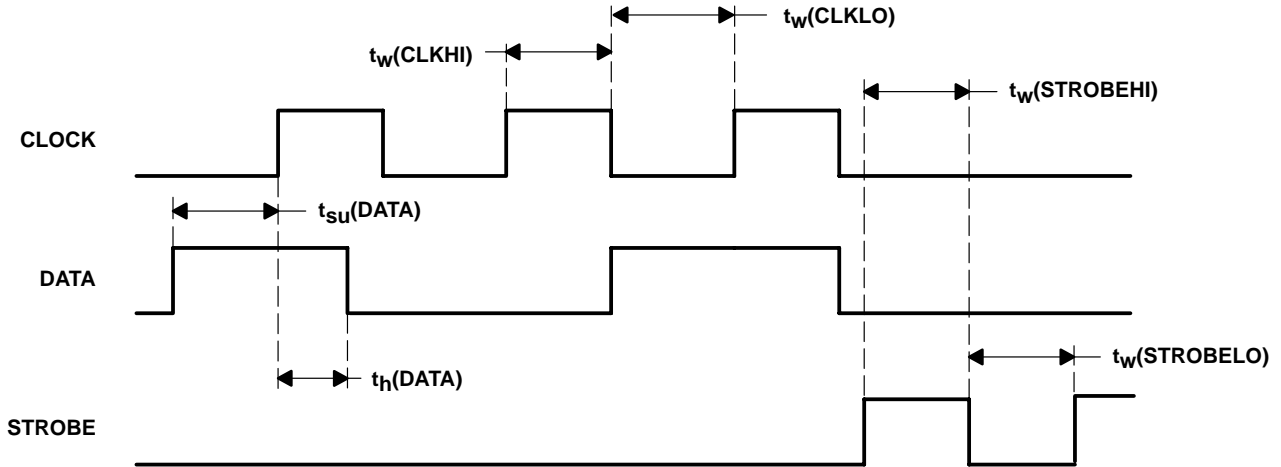 tw(CLKLO)
tw(CLKHI)
tw(STROBEHI)
CLOCK
tsu(DATA)
DATA
tw(STROBELO)
th(DATA)
STROBE